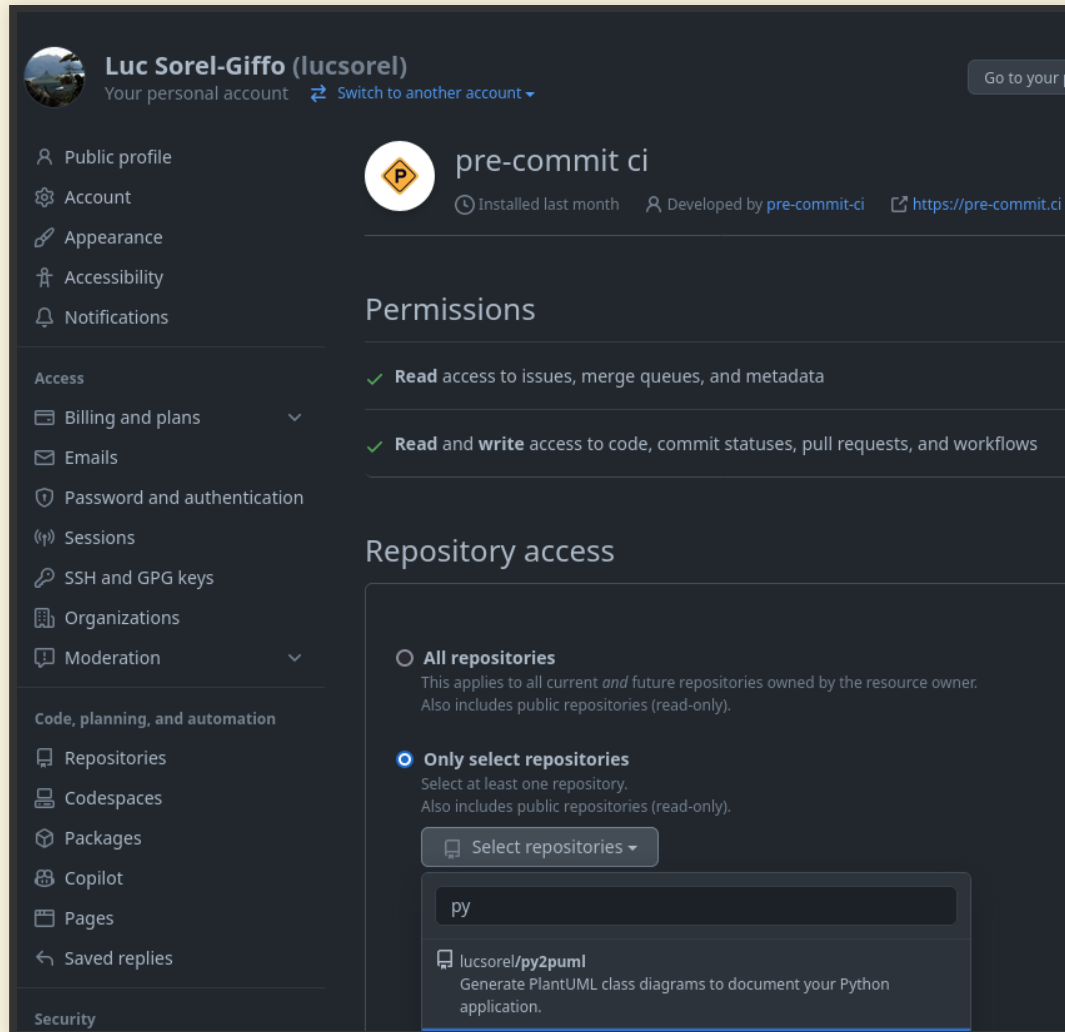 Luc Sorel-Giffo (lucsorel)
Your personal account Switch to another account
Go to your
Public profile
Account
Appearance
Accessibility
Notifications
Access
Billing and plans
Emails
Password and authentication
Sessions
SSH and GPG keys
Organizations
Moderation
Code, planning, and automation
Repositories
Codespaces
Packages
Copilot
Pages
Saved replies
Security
P
pre-commit ci
Installed last month Developed by pre-commit-ci https://pre-commit.ci
Permissions
Read access to issues, merge queues, and metadata
Read and write access to code, commit statuses, pull requests, and workflows
Repository access
All repositories
This applies to all current and future repositories owned by the resource owner.
Also includes public repositories (read-only).
Only select repositories
Select at least one repository.
Also includes public repositories (read-only).
Select repositories
py
lucsorel/py2puml
Generate PlantUML class diagrams to document your Python
application.